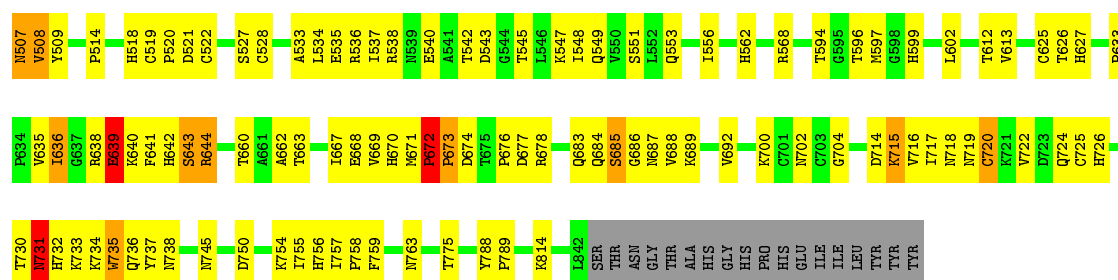 N507 V508 Y509 P514 H518 C519 P520 D521 C522 S527 C528 A533 L534 E535 R536 I537 R538 N539 E540 A541 T542 D543 G544 T545 L546 K547 I548 Q549 V550 S551 L552 Q553 I556 H562 R568 T594 G595 T596 M597 G598 H599 L602 T612 V613 C625 T626 H627
P634 V635 I636 G637 R638 E639 K640 F641 H642 S643 R644 T660 A661 A662 T663 I667 E668 V669 H670 M671 P672 P673 D674 T675 P676 D677 R678 Q683 Q684 S685 G686 N687 V688 K689 V692 K700 C701 N702 C703 G704 D714 K715 V716 I717 N718 N719 C720 K721 V722 D723 Q724 C725 H726
T730 N731 H732 K733 K734 W735 Q736 Y737 N738 N745 D750 K754 I755 H756 I757 P758 F759 N763 T775 Y788 P789 K814 L842 SER THR ASN GLY THR ALA HIS GLY HIS PRO HIS GLU ILE ILE LEU TYR TYR TYR